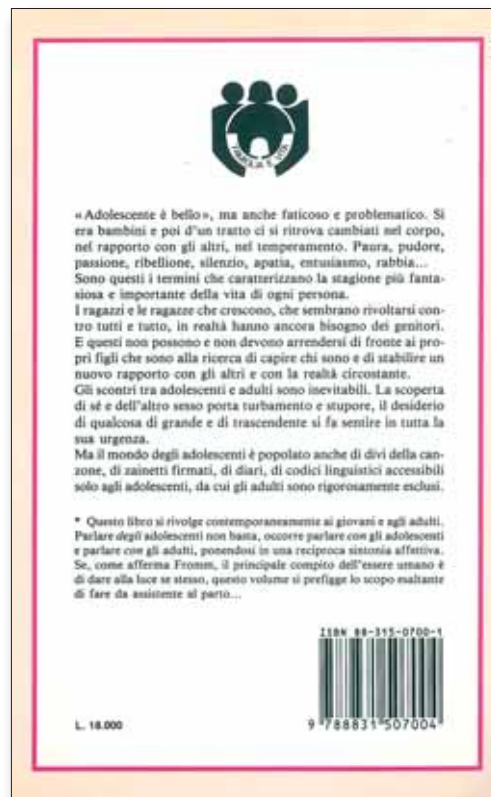 FAMIGLIA E VITA
«Adolescente è bello», ma anche faticoso e problematico. Si
era bambini e poi d'un tratto ci si ritrova cambiati nel corpo,
nel rapporto con gli altri, nel temperamento. Paura, pudore,
passione, ribellione, silenzio, apatia, entusiasmo, rabbia...
Sono questi i termini che caratterizzano la stagione più fanta-
siosa e importante della vita di ogni persona.
I ragazzi e le ragazze che crescono, che sembrano rivoltarsi con-
tro tutti e tutto, in realtà hanno ancora bisogno dei genitori.
E questi non possono e non devono arrendersi di fronte ai pro-
pri figli che sono alla ricerca di capire chi sono e di stabilire un
nuovo rapporto con gli altri e con la realtà circostante.
Gli scontri tra adolescenti e adulti sono inevitabili. La scoperta
di sé e dell'altro sesso porta turbamento e stupore, il desiderio
di qualcosa di grande e di trascendente si fa sentire in tutta la
sua urgenza.
Ma il mondo degli adolescenti è popolato anche di divi della can-
zone, di zainetti firmati, di diari, di codici linguistici accessibili
solo agli adolescenti, da cui gli adulti sono rigorosamente esclusi.
* Questo libro si rivolge contemporaneamente ai giovani e agli adulti.
Parlare degli adolescenti non basta, occorre parlare con gli adolescenti
e parlare con gli adulti, ponendosi in una reciproca sintonia affettiva.
Se, come afferma Fromm, il principale compito dell'essere umano è
di dare alla luce se stesso, questo volume si prefigge lo scopo esaltante
di fare da assistente al parto...
ISBN 88-315-0700-1
L. 18.000
9 788831 507004